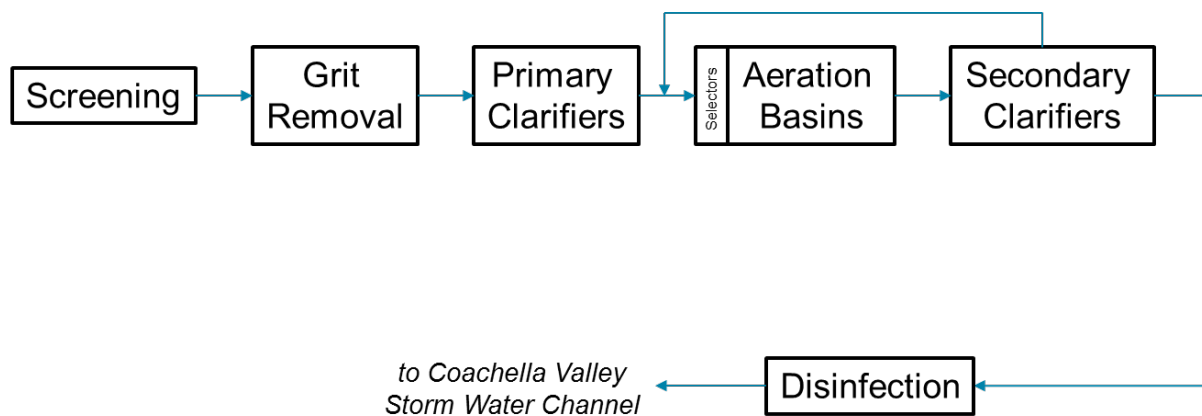 Screening
Grit
Removal
Primary
Clarifiers
Selectors
Aeration
Basins
Secondary
Clarifiers
Disinfection
to Coachella Valley
Storm Water Channel